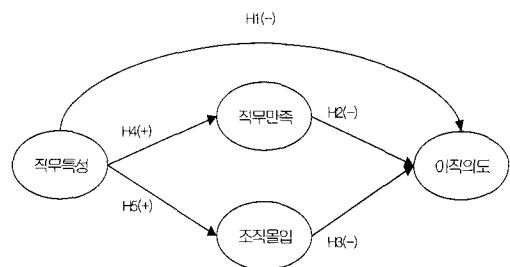 H1(-)
직무만족
H4(+)
H2(-)
직무특성
이직의도
H5(+)
조직몰입
H3(-)